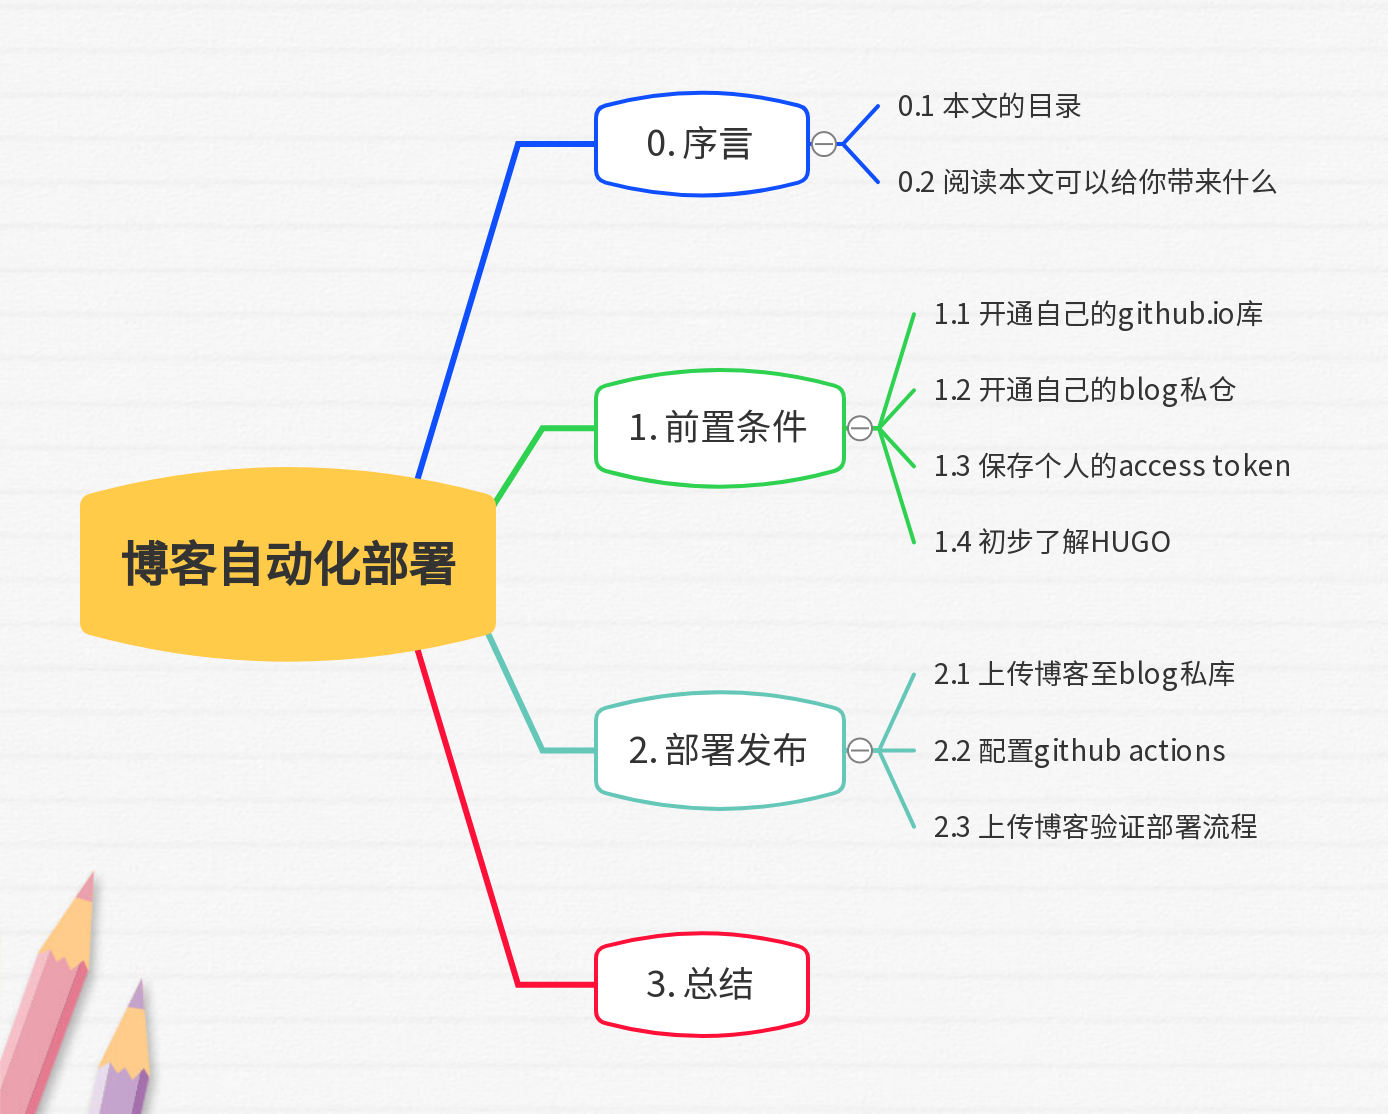 0. 序言
0.1 本文的目录
0.2 阅读本文可以给你带来什么
1. 前置条件
1.1 开通自己的github.io库
1.2 开通自己的blog私仓
1.3 保存个人的access token
1.4 初步了解HUGO
博客自动化部署
2. 部署发布
2.1 上传博客至blog私库
2.2 配置github actions
2.3 上传博客验证部署流程
3. 总结